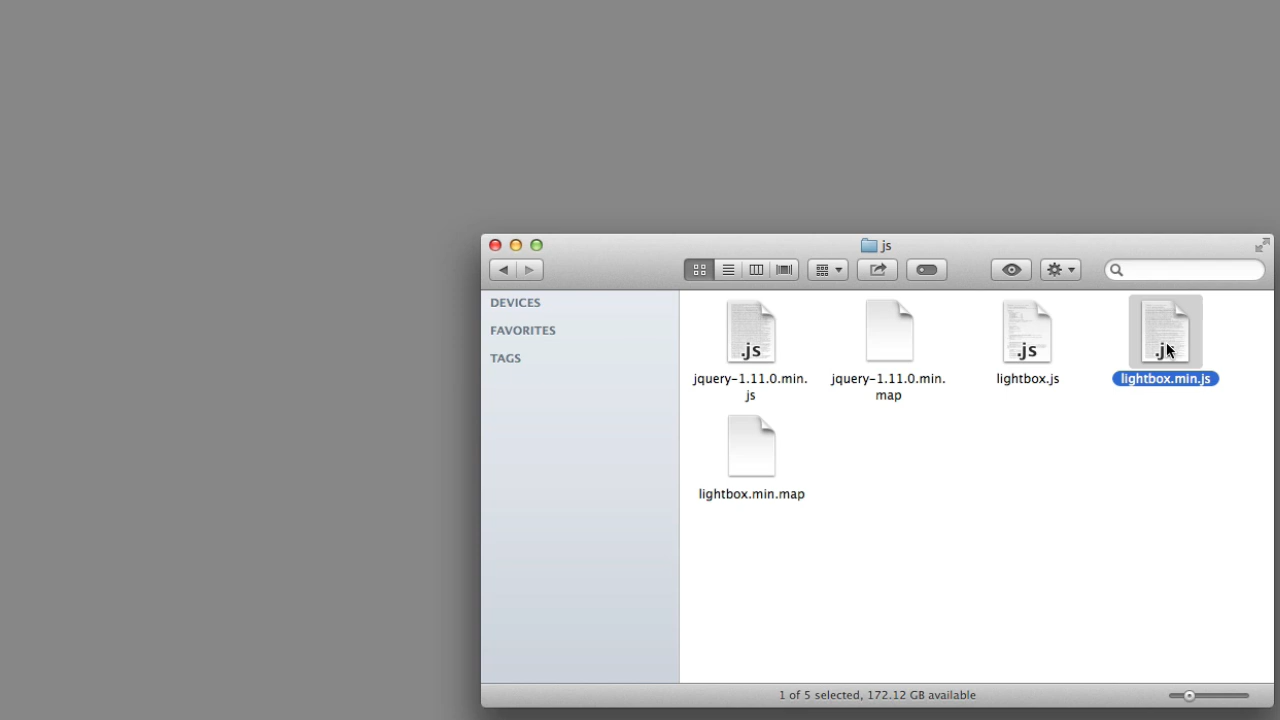 js
DEVICES
FAVORITES
TAGS
.js
.js
.js
jquery-1.11.0.min.
js
jquery-1.11.0.min.
map
lightbox.js
lightbox.min.js
lightbox.min.map
1 of 5 selected, 172.12 GB available